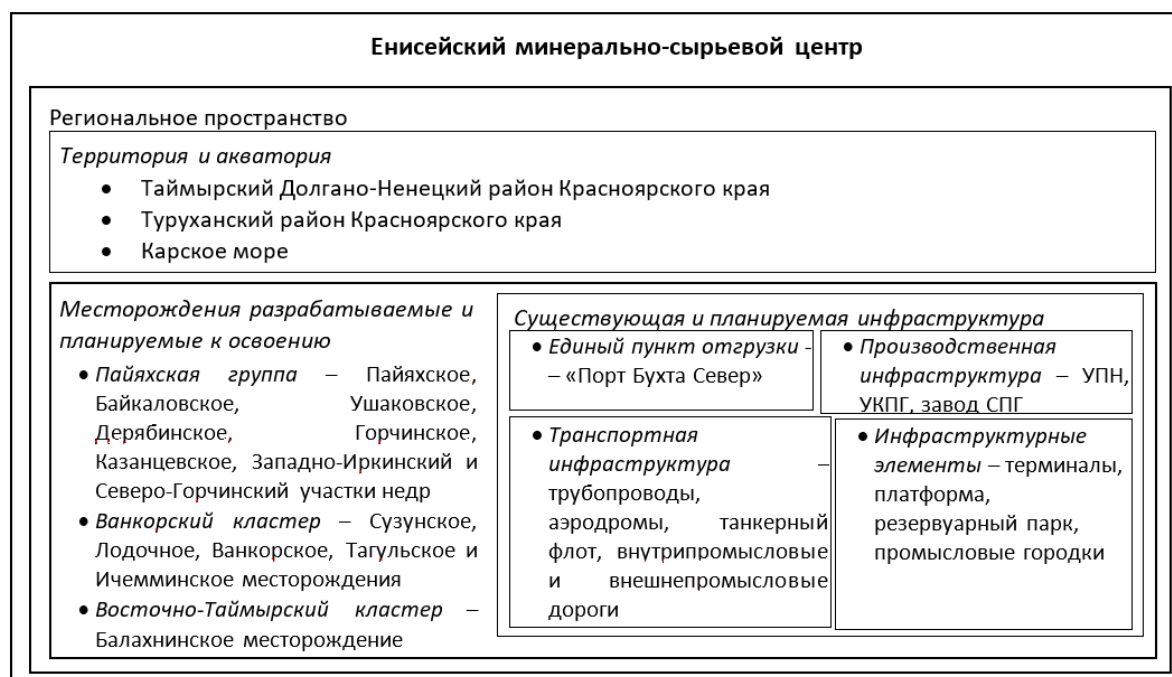 Енисейский минерально-сырьевой центр
Региональное пространство
Территория и акватория
• Таймырский Долгано-Ненецкий район Красноярского края
• Туруханский район Красноярского края
• Карское море
Месторождения разрабатываемые и
планируемые к освоению
• Пайяхская группа – Пайяхское,
Байкаловское, Ушаковское,
Дерябинское, Горчинское,
Казанцевское, Западно-Иркинский и
Северо-Горчинский участки недр
• Ванкорский кластер – Сузунское,
Лодочное, Ванкорское, Тагульское и
Ичемминское месторождения
• Восточно-Таймырский кластер –
Балахнинское месторождение
Существующая и планируемая инфраструктура
• Единый пункт отгрузки -
– «Порт Бухта Север»
• Производственная
инфраструктура – УПН,
УКПГ, завод СПГ
• Транспортная
инфраструктура –
трубопроводы,
аэродромы, танкерный
флот, внутрипромысловые
и внешнепромысловые
дороги
• Инфраструктурные
элементы – терминалы,
платформа,
резервуарный парк,
промысловые городки